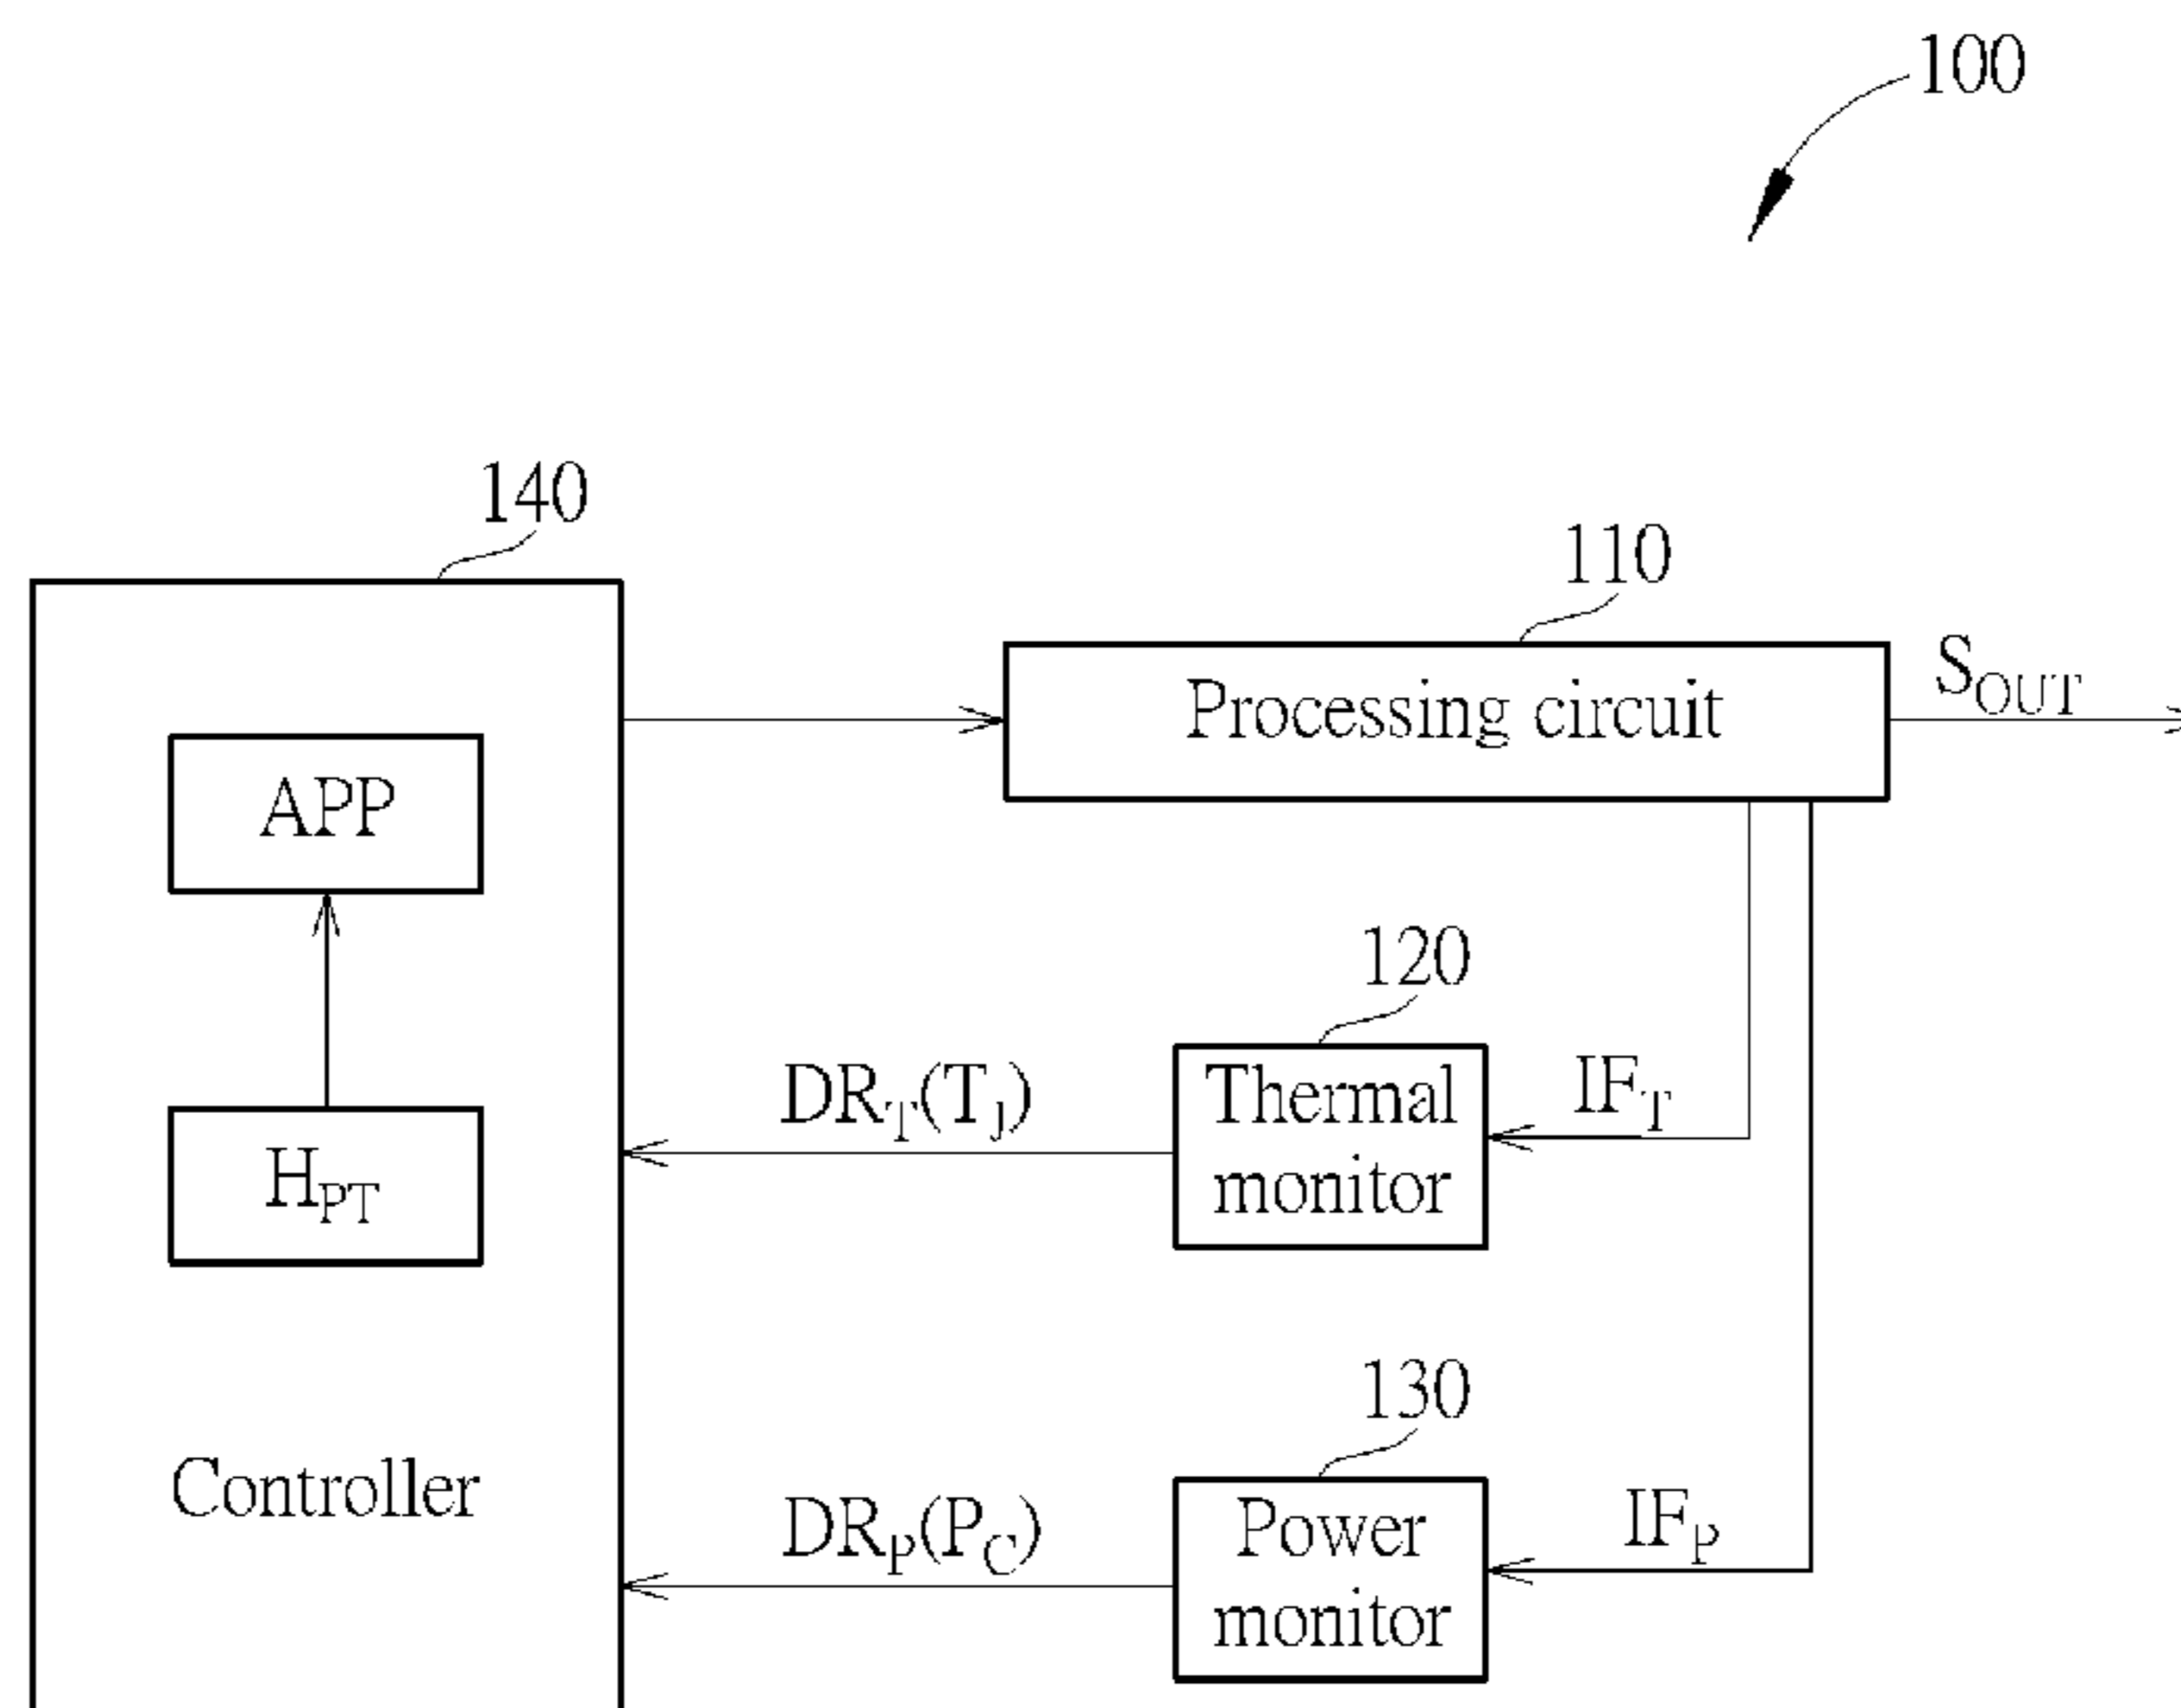 100
140
110
Processing circuit
S_OUT
APP
120
DR_T(T_J)
Thermal
monitor
IF_T
H_PT
130
Controller
DR_P(P_C)
Power
monitor
IF_P